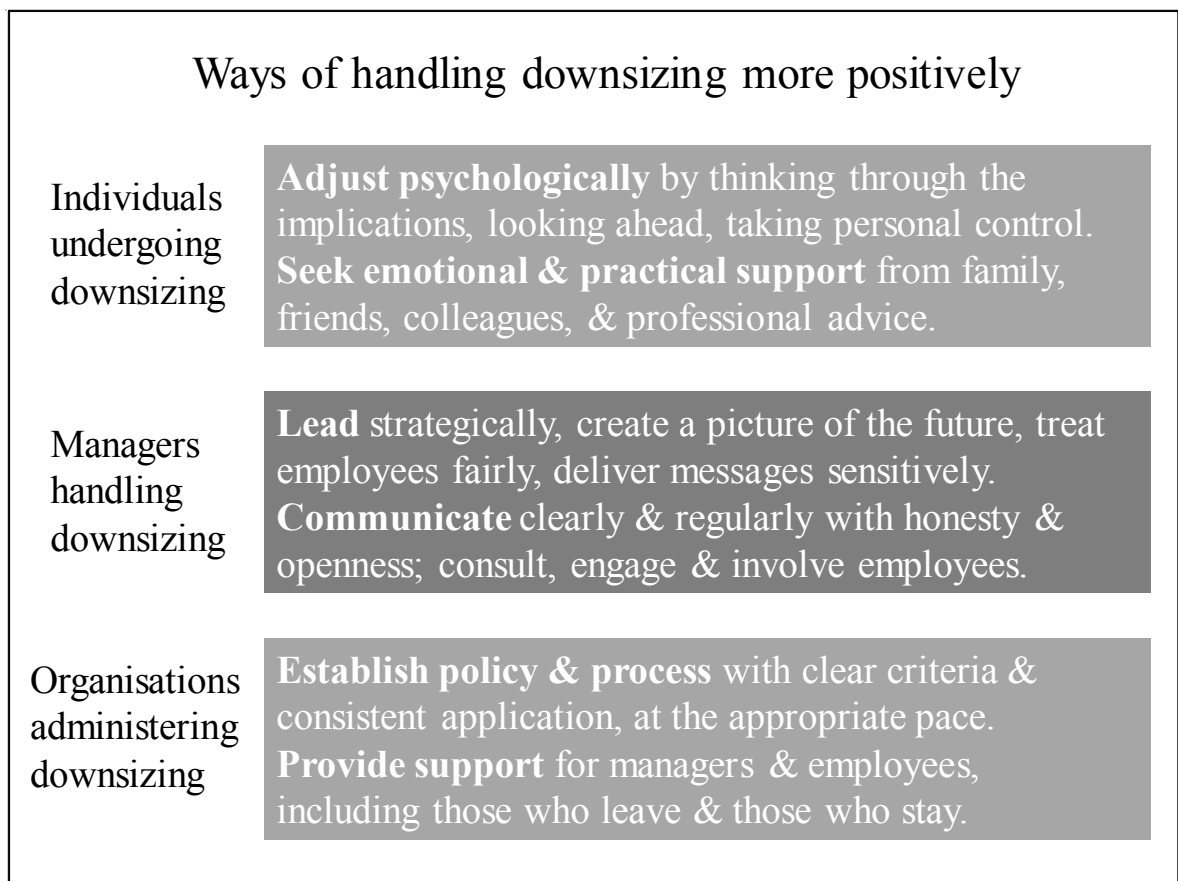 Ways of handling downsizing more positively
Individuals
undergoing
downsizing
Adjust psychologically by thinking through the
implications, looking ahead, taking personal control.
Seek emotional & practical support from family,
friends, colleagues, & professional advice.
Managers
handling
downsizing
Lead strategically, create a picture of the future, treat
employees fairly, deliver messages sensitively.
Communicate clearly & regularly with honesty &
openness; consult, engage & involve employees.
Organisations
administering
downsizing
Establish policy & process with clear criteria &
consistent application, at the appropriate pace.
Provide support for managers & employees,
including those who leave & those who stay.